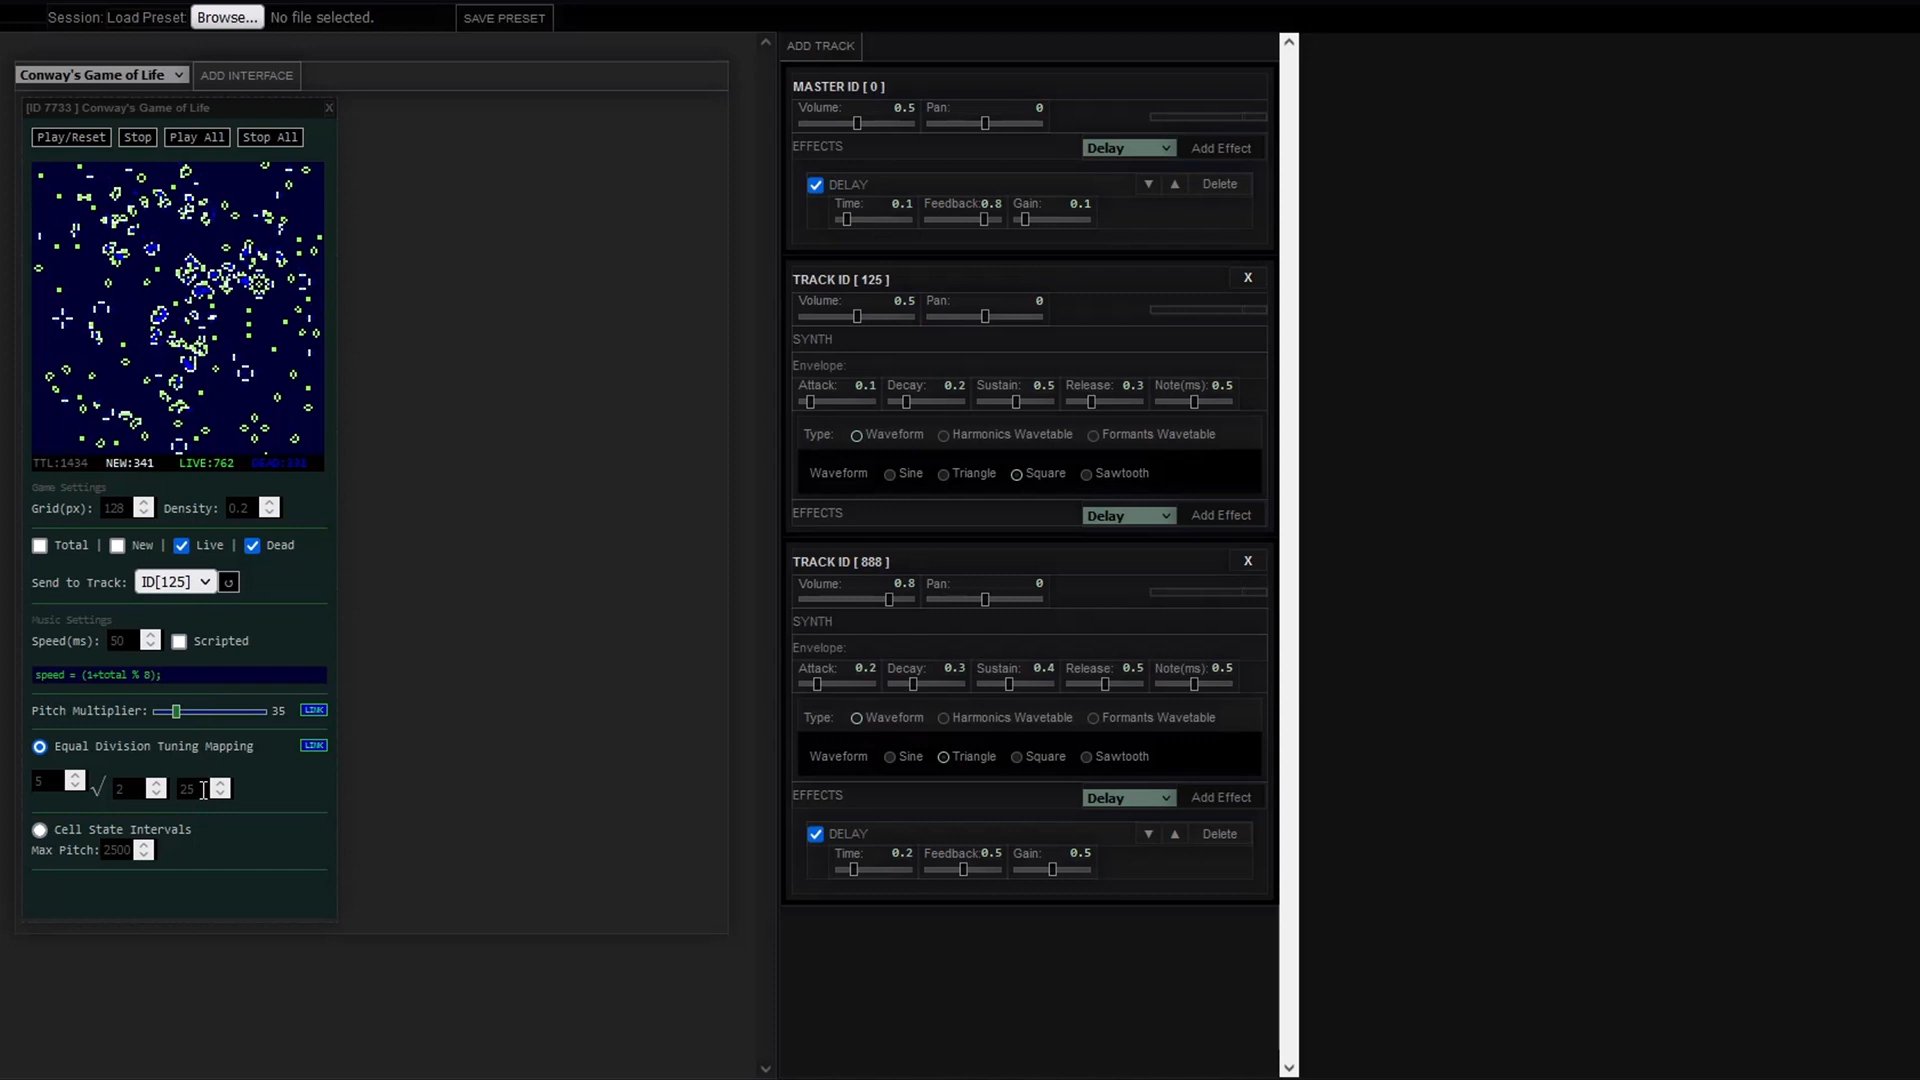 Session: Load Preset: Browse... No file selected. SAVE PRESET
Conway's Game of Life ADD INTERFACE
[ID 7733 ] Conway's Game of Life X
Play/Reset Stop Play All Stop All
TTL:1434 NEW:341 LIVE:762
Game Settings
Grid(px): 128 Density: 0.2
Total | New | Live | Dead
Send to Track: ID[125] ↺
Music Settings
Speed(ms): 50 Scripted
speed = (1+total % 8);
Pitch Multiplier: 35 LINK
Equal Division Tuning Mapping LINK
5 √ 2 25
Cell State Intervals
Max Pitch: 2500
ADD TRACK
MASTER ID [ 0 ]
Volume: 0.5 Pan: 0
EFFECTS Delay Add Effect
DELAY ▼ ▲ Delete
Time: 0.1 Feedback:0.8 Gain: 0.1
TRACK ID [ 125 ] X
Volume: 0.5 Pan: 0
SYNTH
Envelope:
Attack: 0.1 Decay: 0.2 Sustain: 0.5 Release: 0.3 Note(ms): 0.5
Type: Waveform Harmonics Wavetable Formants Wavetable
Waveform Sine Triangle Square Sawtooth
EFFECTS Delay Add Effect
TRACK ID [ 888 ] X
Volume: 0.8 Pan: 0
SYNTH
Envelope:
Attack: 0.2 Decay: 0.3 Sustain: 0.4 Release: 0.5 Note(ms): 0.5
Type: Waveform Harmonics Wavetable Formants Wavetable
Waveform Sine Triangle Square Sawtooth
EFFECTS Delay Add Effect
DELAY ▼ ▲ Delete
Time: 0.2 Feedback:0.5 Gain: 0.5